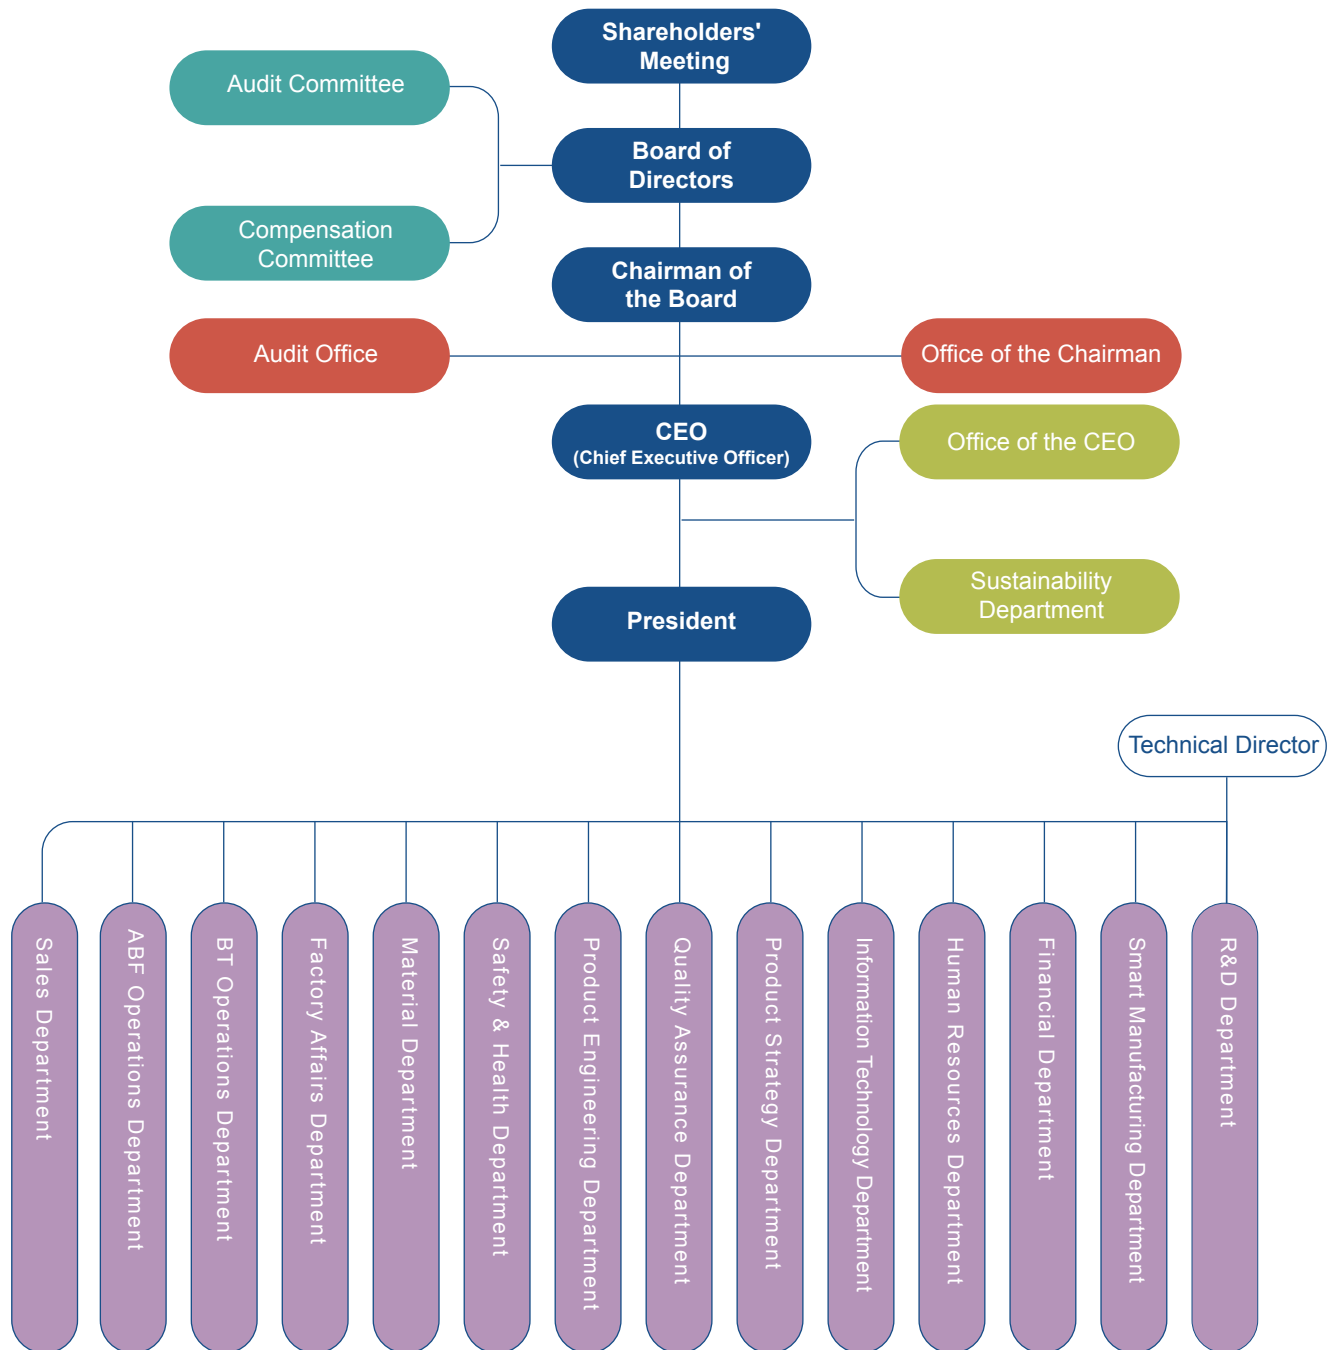 Shareholders'
Meeting
Audit Committee
Board of
Directors
Compensation
Committee
Chairman of
the Board
Audit Office
Office of the Chairman
CEO
(Chief Executive Officer)
Office of the CEO
Sustainability
Department
President
Technical Director
Sales Department
ABF Operations Department
BT Operations Department
Factory Affairs Department
Material Department
Safety & Health Department
Product Engineering Department
Quality Assurance Department
Product Strategy Department
Information Technology Department
Human Resources Department
Financial Department
Smart Manufacturing Department
R&D Department